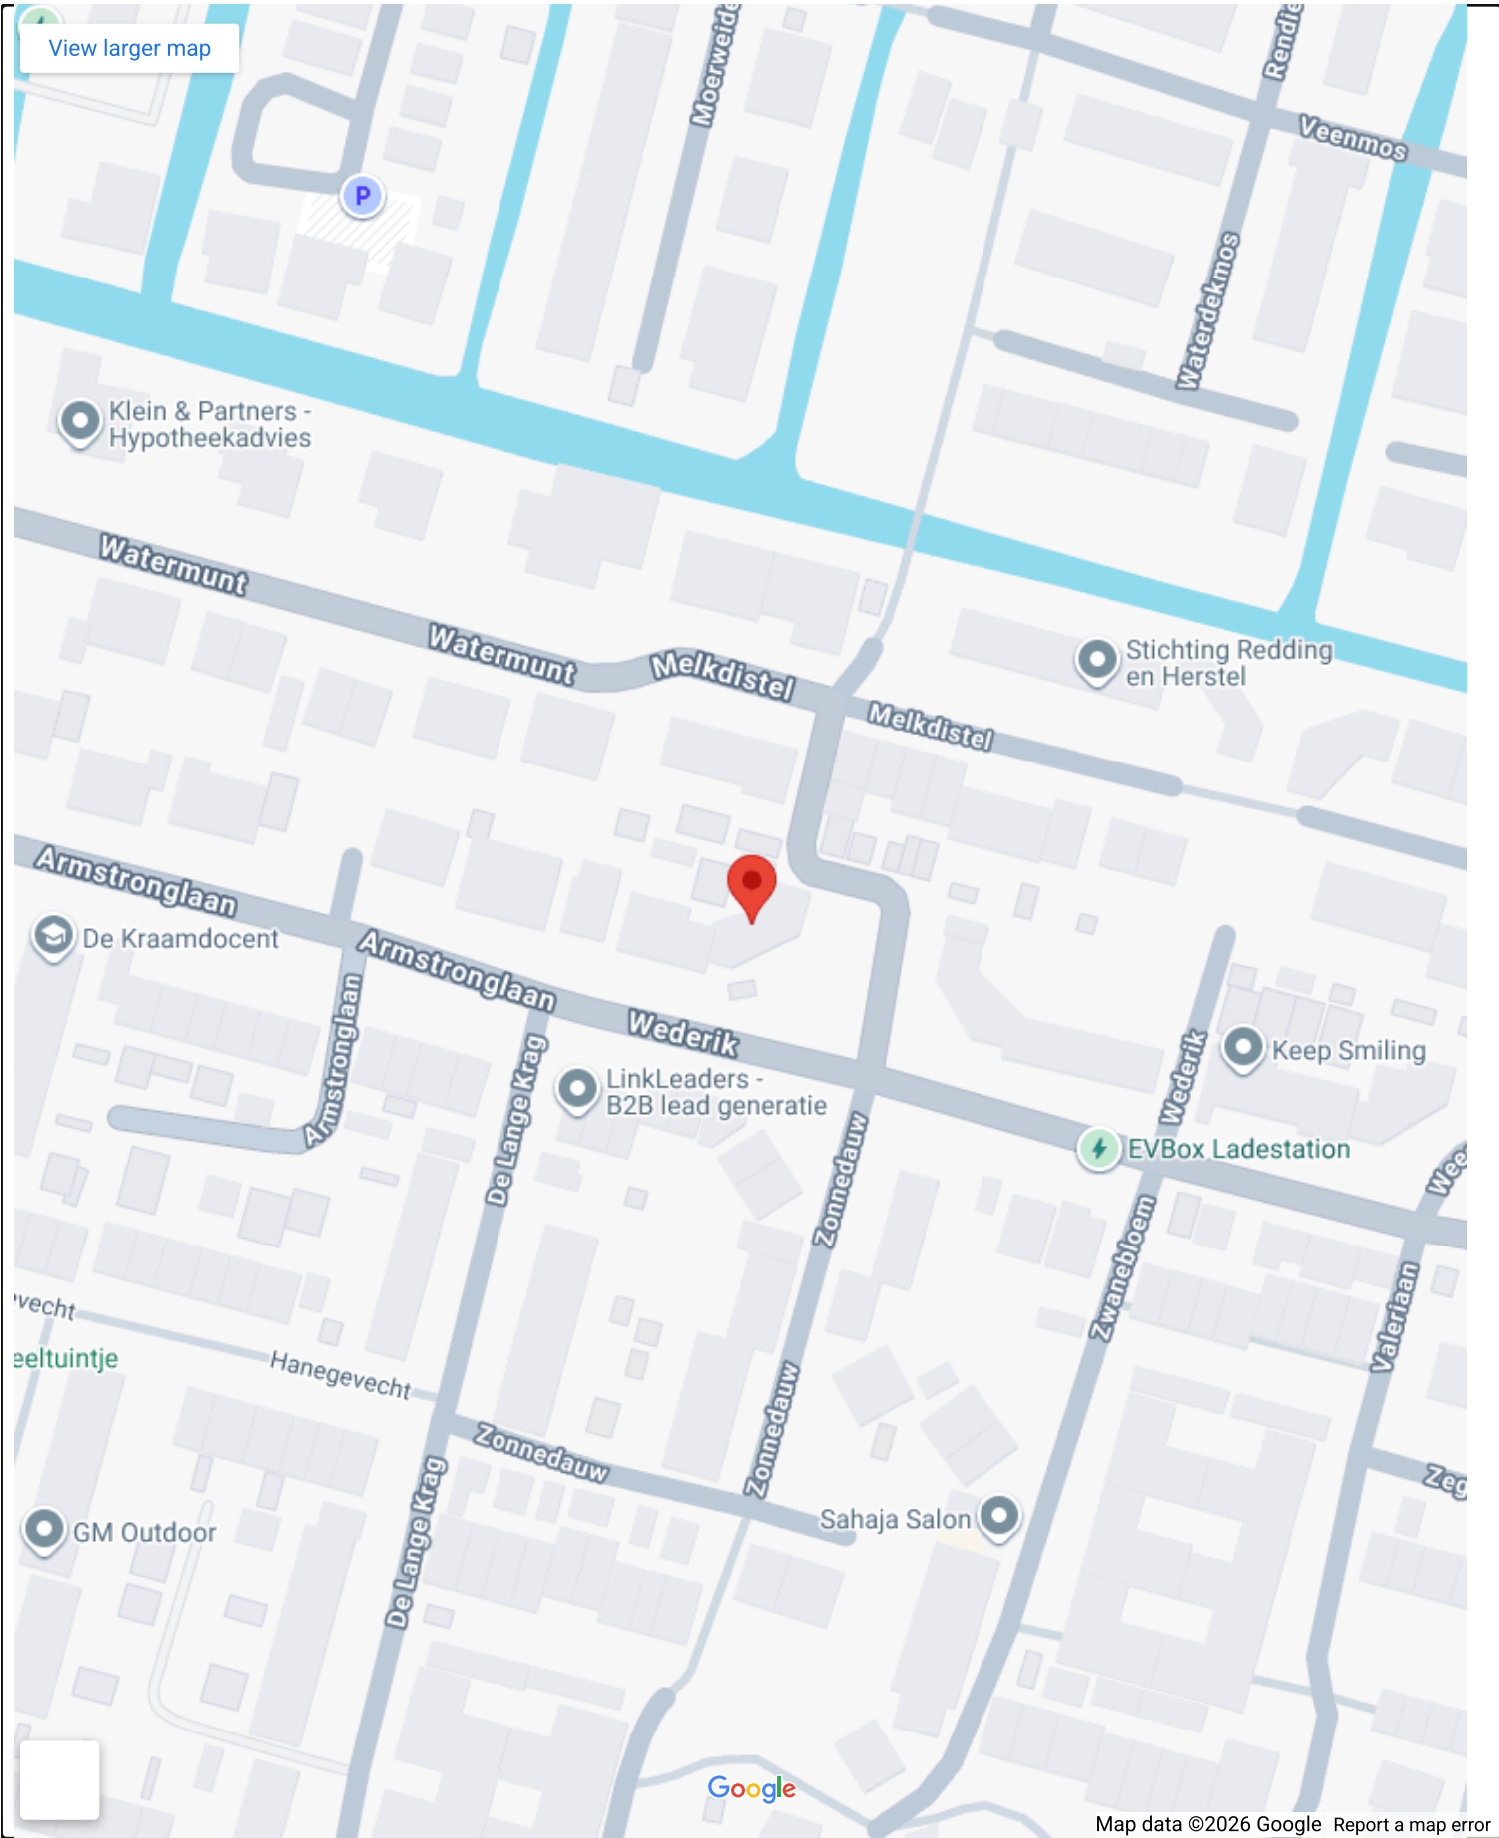 View larger map
Moerweide
Rendie
Veenmos
P
Waterdekmos
Klein & Partners -
Hypotheekadvies
Watermunt
Watermunt
Melkdistel
Stichting Redding
en Herstel
Melkdistel
Armstronglaan
De Kraamdocent
Armstronglaan
Wederik
Armstronglaan
De Lange Krag
Wederik
Keep Smiling
LinkLeaders -
B2B lead generatie
Zonnedauw
EVBox Ladestation
Wee
Zwanebloem
Valeriaan
vecht
eeltuintje
Hanegevecht
Zonnedauw
Zonnedauw
De Lange Krag
Zeg
Sahaja Salon
GM Outdoor
Google
Map data ©2026 Google
Report a map error